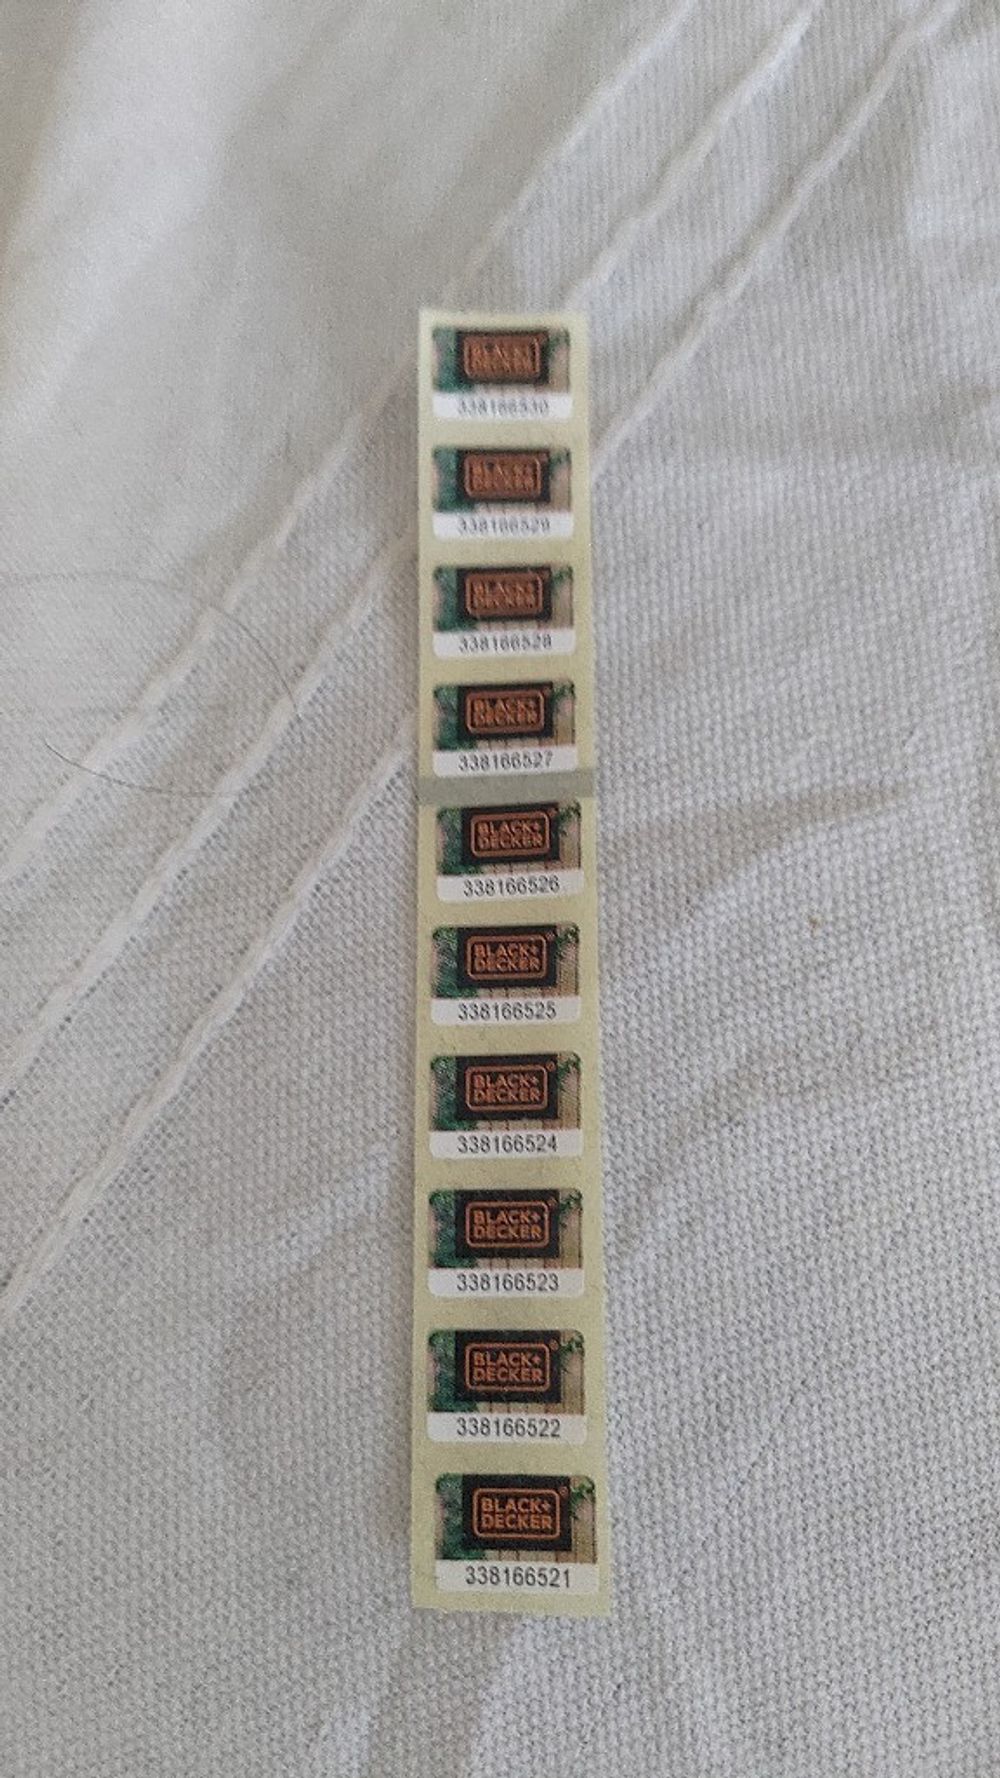 BLACK+
DECKER
338166530
BLACK+
DECKER
338166529
BLACK+
DECKER
338166528
BLACK+
DECKER
338166527
BLACK+
DECKER
338166526
BLACK+
DECKER
338166525
BLACK+
DECKER
338166524
BLACK+
DECKER
338166523
BLACK+
DECKER
338166522
BLACK+
DECKER
338166521